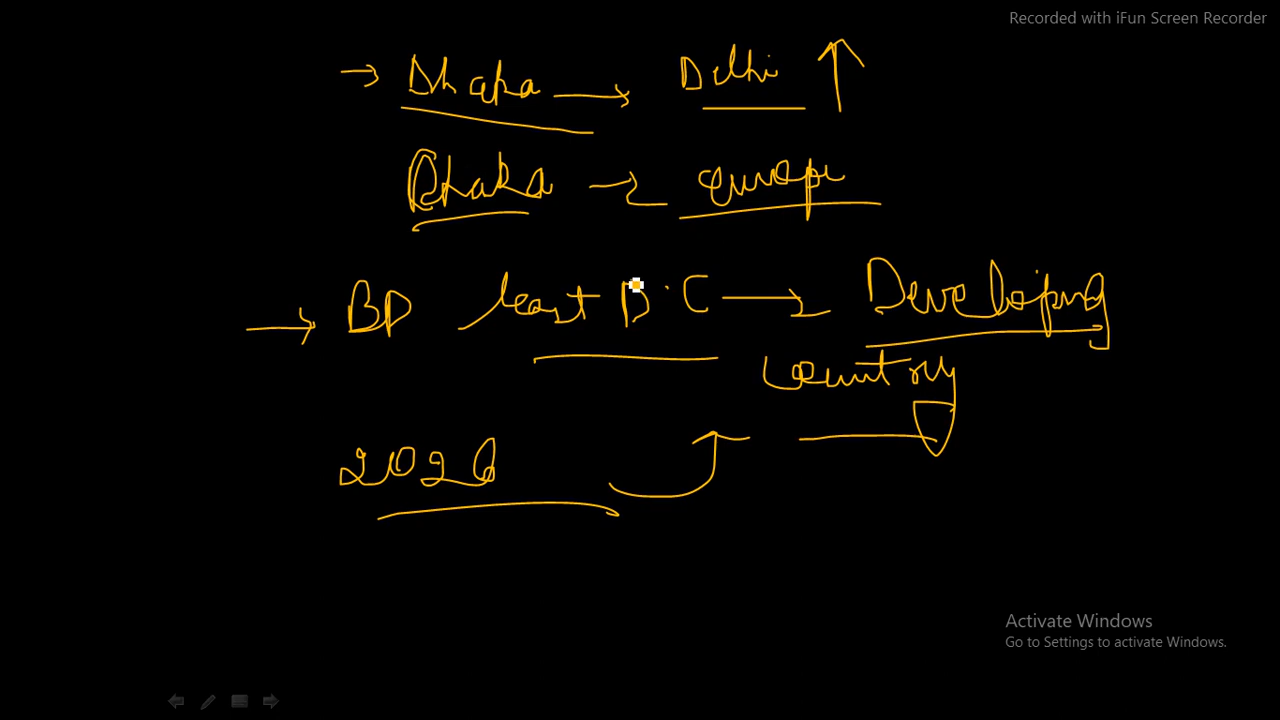 Recorded with iFun Screen Recorder
→ Dhaka → Delhi ↑
Dhaka → europe
→ BD least D.C → Developing
Country
2026
Activate Windows
Go to Settings to activate Windows.